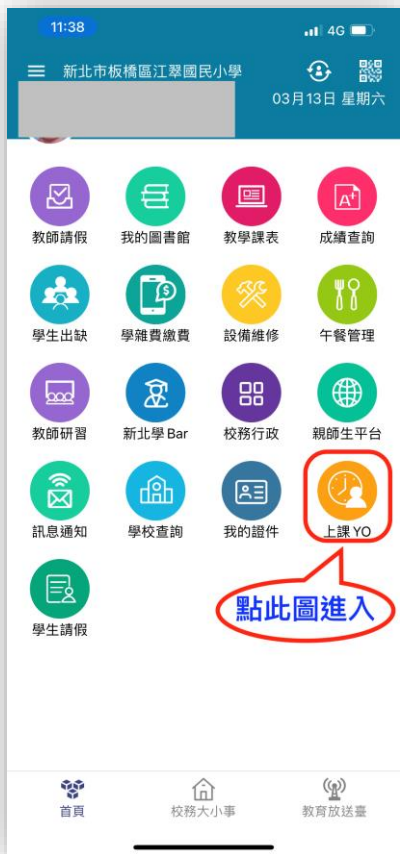 11:38 4G
新北市板橋區江翠國民小學
03月13日 星期六
教師請假 我的圖書館 教學課表 成績查詢
學生出缺 學雜費繳費 設備維修 午餐管理
教師研習 新北學 Bar 校務行政 親師生平台
訊息通知 學校查詢 我的證件 上課 YO
學生請假
點此圖進入
首頁 校務大小事 教育放送臺